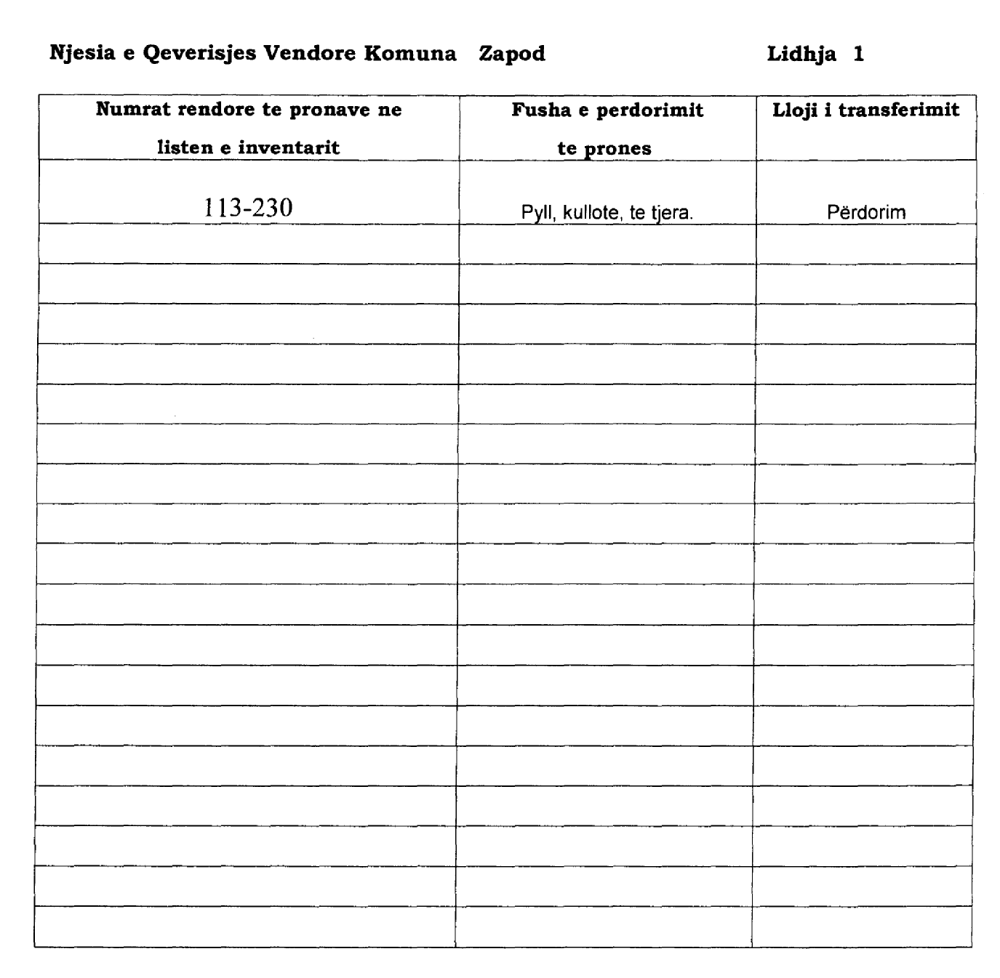 Njesia e Qeverisjes Vendore Komuna Zapod Lidhja 1
Numrat rendore te pronave ne Fusha e perdorimit Lloji i transferimit
listen e inventarit te prones
113-230 Pyll, kullote, te tjera. Përdorim